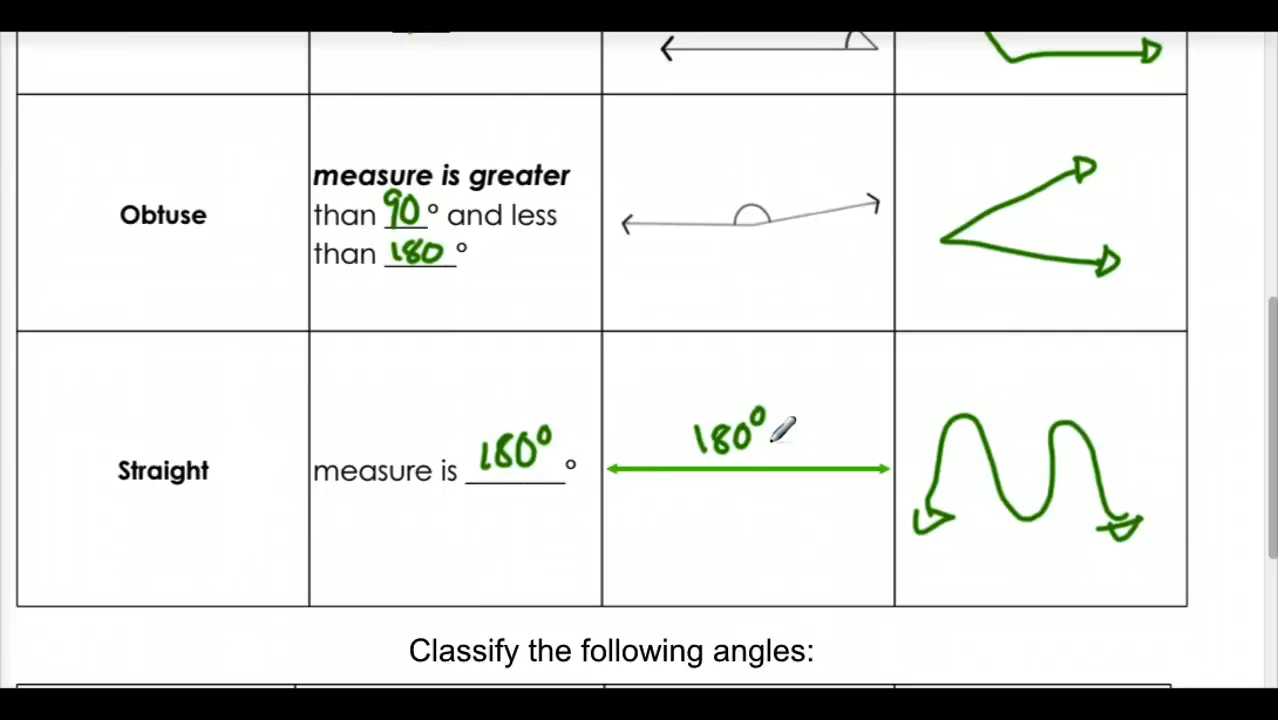 Obtuse
measure is greater
than 90° and less
than 180°
Straight
measure is 180° °
180°
Classify the following angles: